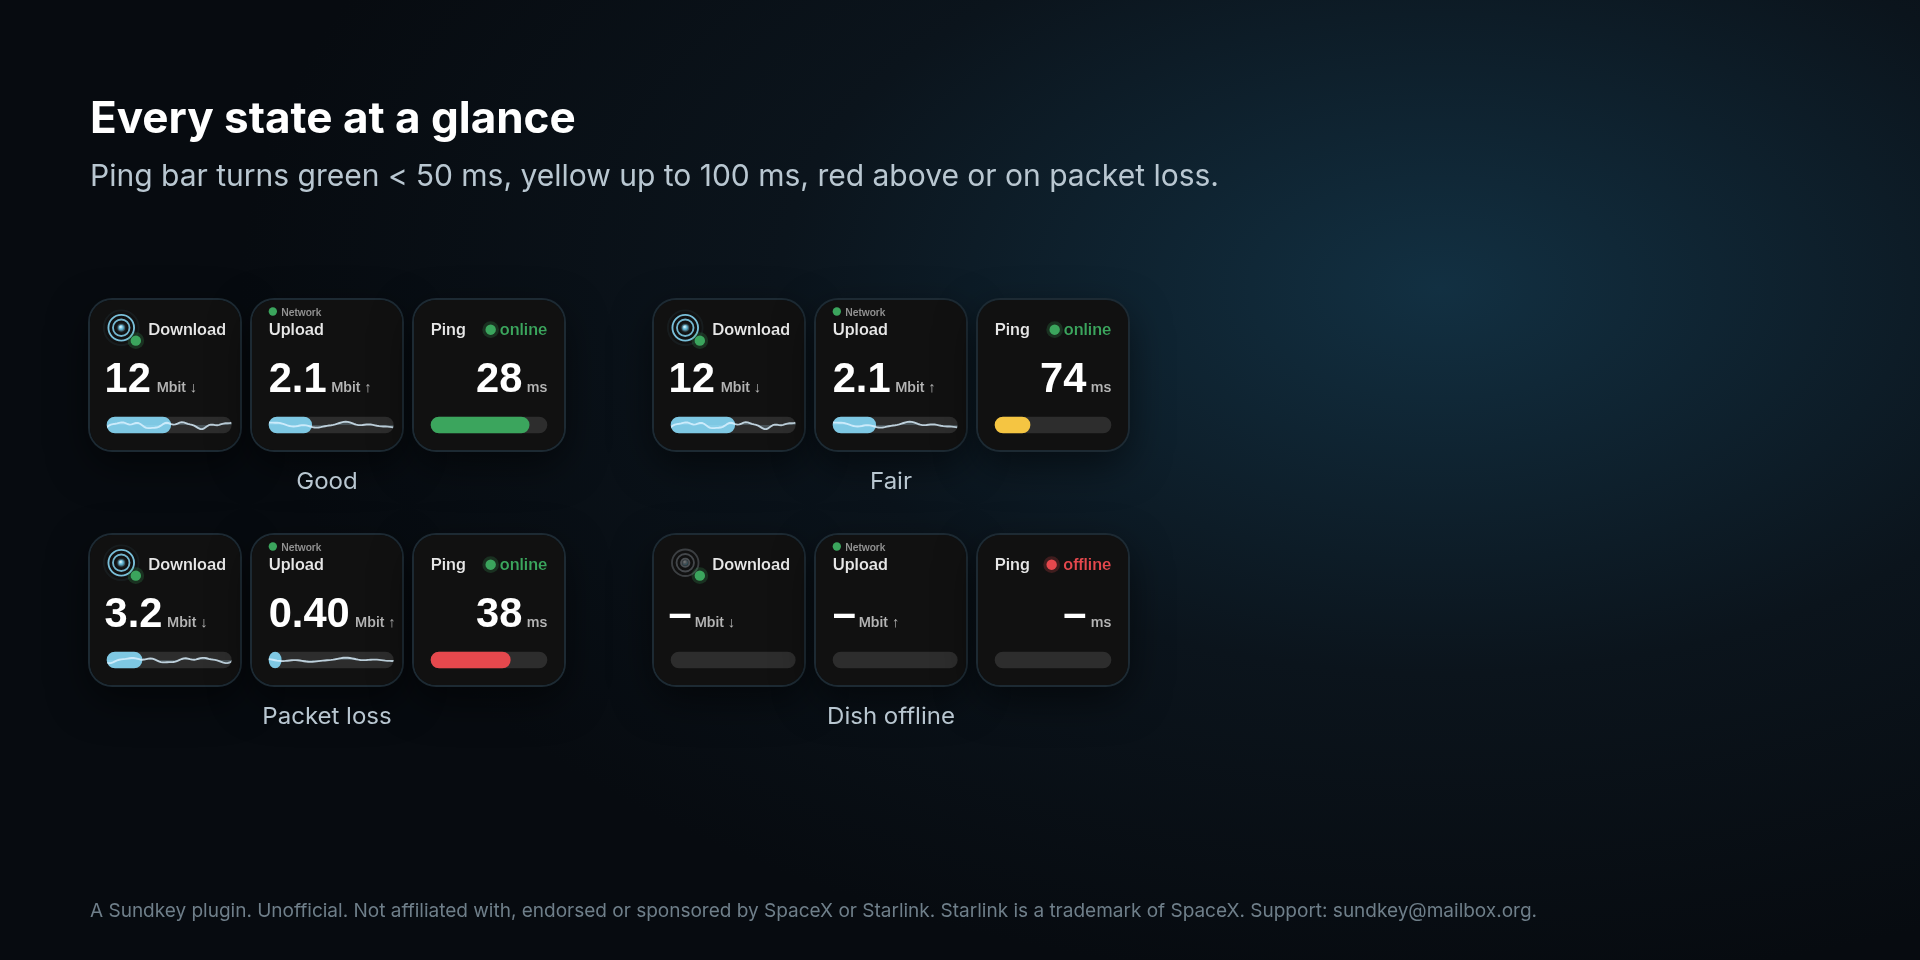 Every state at a glance
Ping bar turns green < 50 ms, yellow up to 100 ms, red above or on packet loss.
Download
12 Mbit ↓
Network
Upload
2.1 Mbit ↑
Ping online
28 ms
Good
Download
12 Mbit ↓
Network
Upload
2.1 Mbit ↑
Ping online
74 ms
Fair
Download
3.2 Mbit ↓
Network
Upload
0.40 Mbit ↑
Ping online
38 ms
Packet loss
Download
– Mbit ↓
Network
Upload
– Mbit ↑
Ping offline
– ms
Dish offline
A Sundkey plugin. Unofficial. Not affiliated with, endorsed or sponsored by SpaceX or Starlink. Starlink is a trademark of SpaceX. Support: sundkey@mailbox.org.